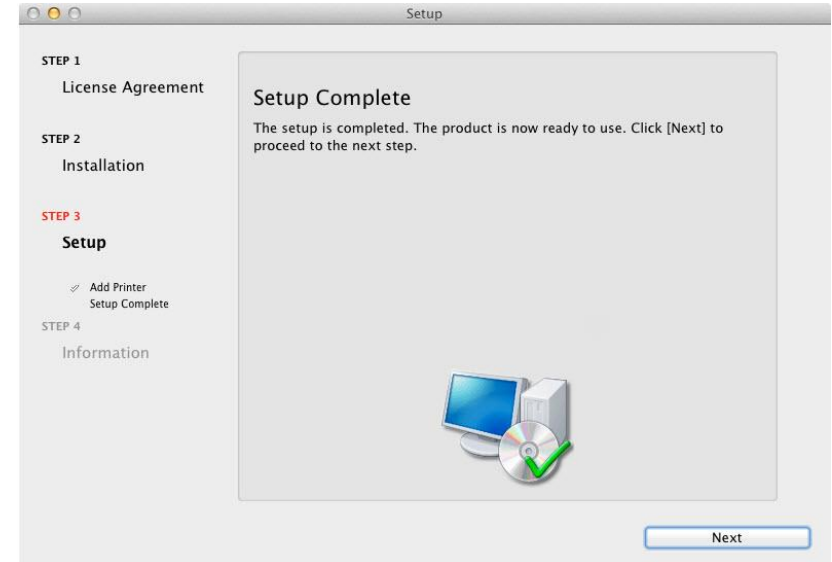 Setup
STEP 1
License Agreement
STEP 2
Installation
STEP 3
Setup
Add Printer
Setup Complete
STEP 4
Information
Setup Complete
The setup is completed. The product is now ready to use. Click [Next] to
proceed to the next step.
Next